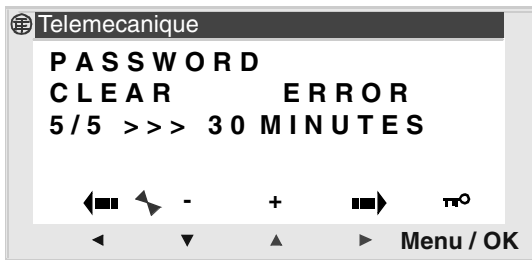 Telemecanique
PASSWORD
CLEAR ERROR
5/5 >>> 30 MINUTES
- +
Menu / OK